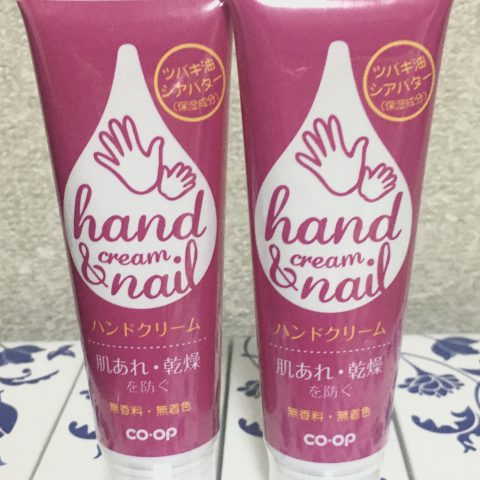 ツバキ油
シアバター
(保湿成分)
hand
cream
& nail
ハンドクリーム
肌あれ・乾燥
を防ぐ
無香料・無着色
CO・OP
ツバキ油
シアバター
(保湿成分)
hand
cream
& nail
ハンドクリーム
肌あれ・乾燥
を防ぐ
無香料・無着色
CO・OP